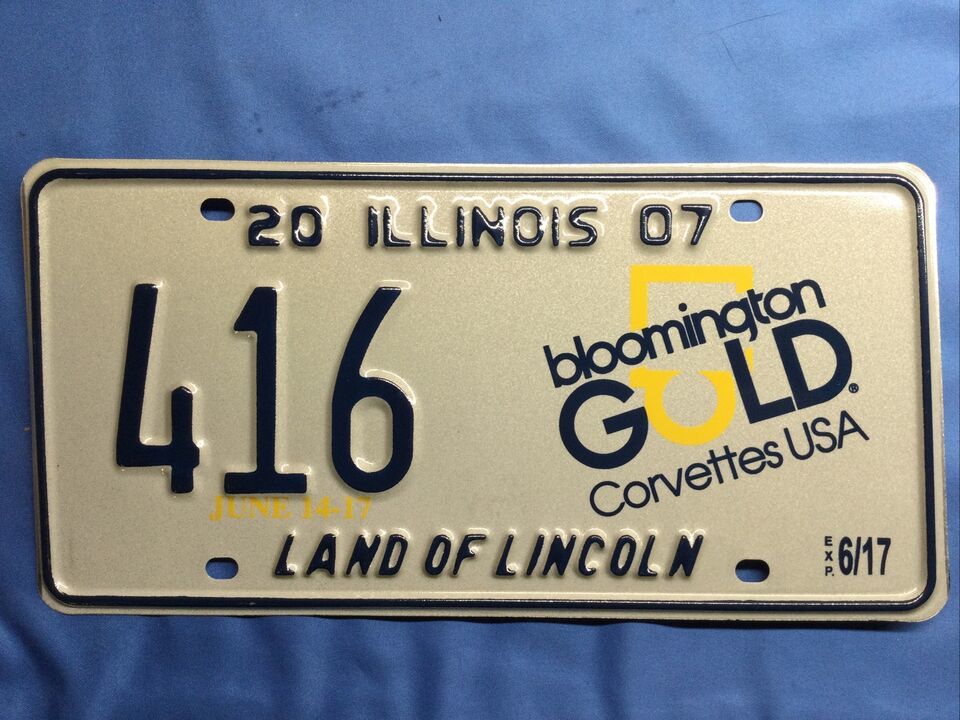 20 ILLINOIS 07
416
bloomington
GOLD®
Corvettes USA
JUNE 14-17
LAND OF LINCOLN
EXP. 6/17